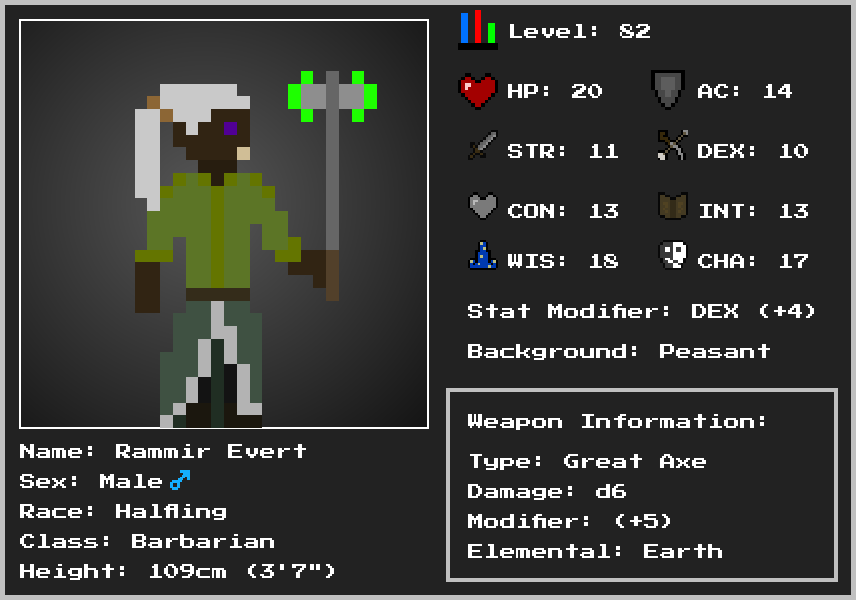 Level: 82
HP: 20
AC: 14
STR: 11
DEX: 10
CON: 13
INT: 13
WIS: 18
CHA: 17
Stat Modifier: DEX (+4)
Background: Peasant
Name: Rammir Evert
Sex: Male♂
Race: Halfling
Class: Barbarian
Height: 109cm (3'7")
Weapon Information:
Type: Great Axe
Damage: d6
Modifier: (+5)
Elemental: Earth